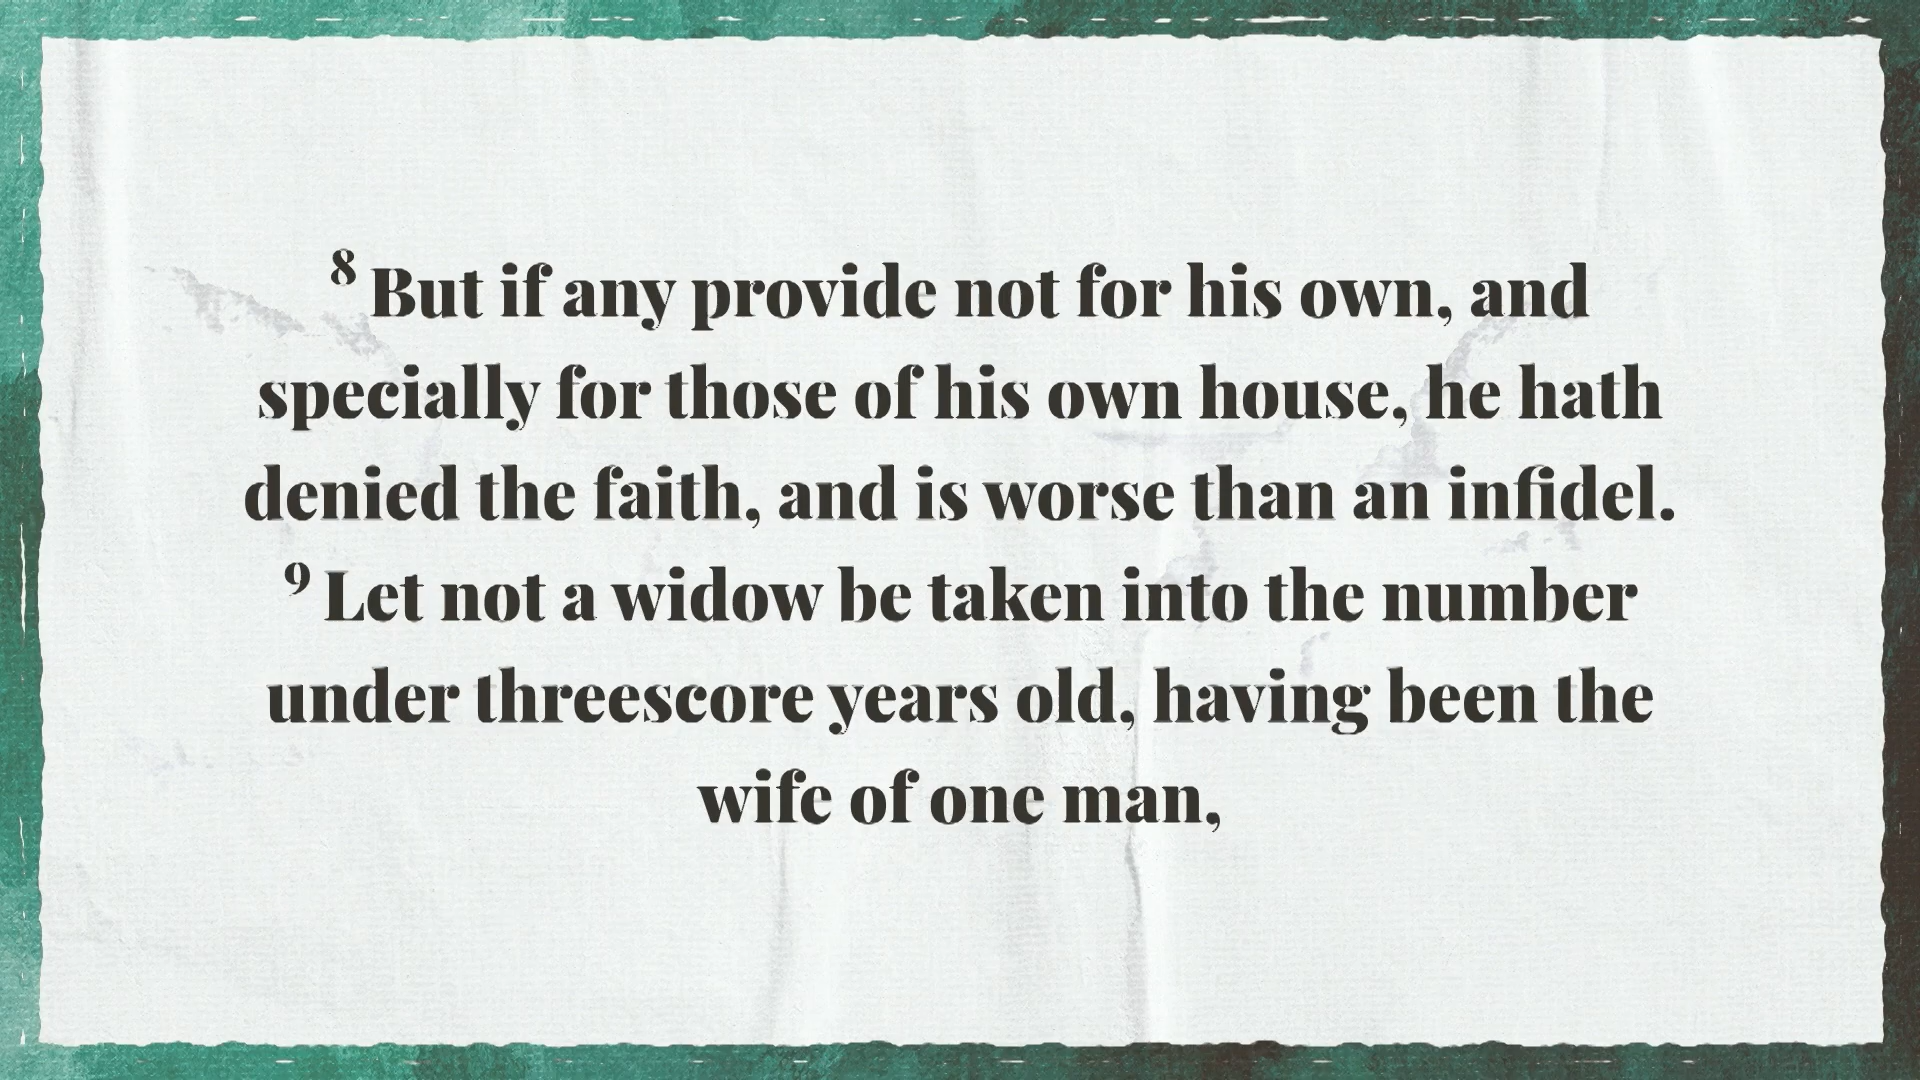 8 But if any provide not for his own, and
specially for those of his own house, he hath
denied the faith, and is worse than an infidel.
9 Let not a widow be taken into the number
under threescore years old, having been the
wife of one man,